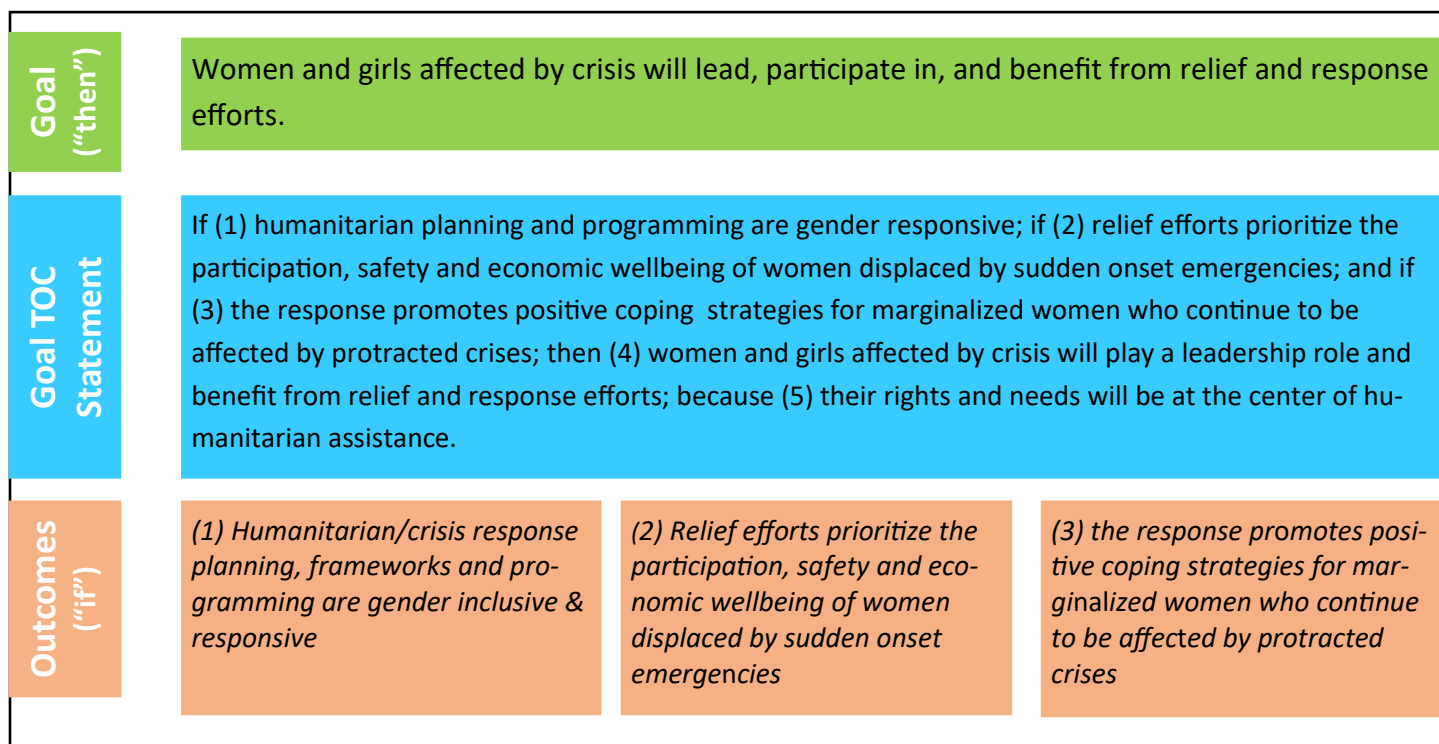 Goal
(“then”)
Women and girls affected by crisis will lead, participate in, and benefit from relief and response
efforts.
Goal TOC
Statement
If (1) humanitarian planning and programming are gender responsive; if (2) relief efforts prioritize the
participation, safety and economic wellbeing of women displaced by sudden onset emergencies; and if
(3) the response promotes positive coping  strategies for marginalized women who continue to be
affected by protracted crises; then (4) women and girls affected by crisis will play a leadership role and
benefit from relief and response efforts; because (5) their rights and needs will be at the center of hu-
manitarian assistance.
Outcomes
(“if”)
(1) Humanitarian/crisis response
planning, frameworks and pro-
gramming are gender inclusive &
responsive
(2) Relief efforts prioritize the
participation, safety and eco-
nomic wellbeing of women
displaced by sudden onset
emergencies
(3) the response promotes posi-
tive coping strategies for mar-
ginalized women who continue
to be affected by protracted
crises